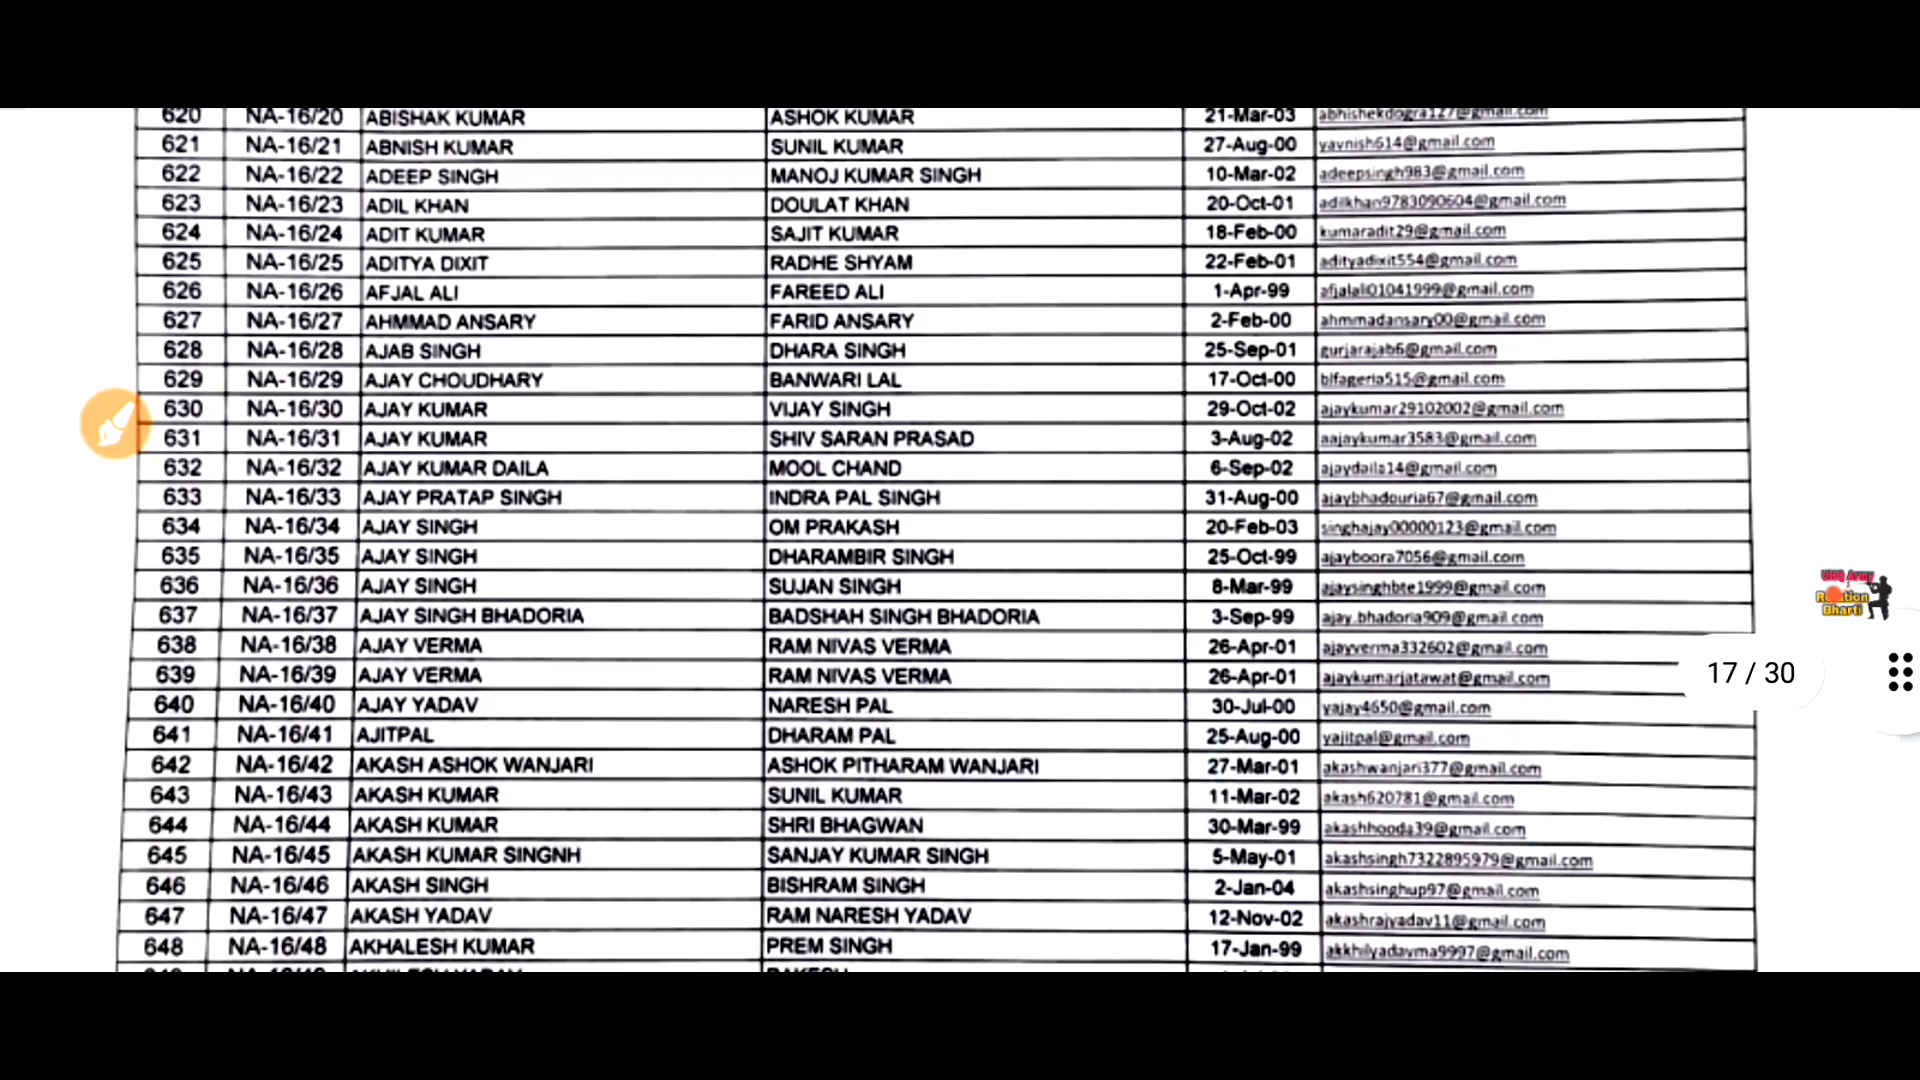 620 NA-16/20 ABISHAK KUMAR ASHOK KUMAR 21-Mar-03 abhishekdogra127@gmail.com
621 NA-16/21 ABNISH KUMAR SUNIL KUMAR 27-Aug-00 yavnish614@gmail.com
622 NA-16/22 ADEEP SINGH MANOJ KUMAR SINGH 10-Mar-02 adeepsingh983@gmail.com
623 NA-16/23 ADIL KHAN DOULAT KHAN 20-Oct-01 adilkhan9783090604@gmail.com
624 NA-16/24 ADIT KUMAR SAJIT KUMAR 18-Feb-00 kumaradit29@gmail.com
625 NA-16/25 ADITYA DIXIT RADHE SHYAM 22-Feb-01 adityadixit554@gmail.com
626 NA-16/26 AFJAL ALI FAREED ALI 1-Apr-99 afjalali01041999@gmail.com
627 NA-16/27 AHMMAD ANSARY FARID ANSARY 2-Feb-00 ahmmadansary00@gmail.com
628 NA-16/28 AJAB SINGH DHARA SINGH 25-Sep-01 gurjarajab6@gmail.com
629 NA-16/29 AJAY CHOUDHARY BANWARI LAL 17-Oct-00 blfageria515@gmail.com
630 NA-16/30 AJAY KUMAR VIJAY SINGH 29-Oct-02 ajaykumar29102002@gmail.com
631 NA-16/31 AJAY KUMAR SHIV SARAN PRASAD 3-Aug-02 aajaykumar3583@gmail.com
632 NA-16/32 AJAY KUMAR DAILA MOOL CHAND 6-Sep-02 ajaydaila14@gmail.com
633 NA-16/33 AJAY PRATAP SINGH INDRA PAL SINGH 31-Aug-00 ajaybhadouria67@gmail.com
634 NA-16/34 AJAY SINGH OM PRAKASH 20-Feb-03 singhajay00000123@gmail.com
635 NA-16/35 AJAY SINGH DHARAMBIR SINGH 25-Oct-99 ajayboora7056@gmail.com
636 NA-16/36 AJAY SINGH SUJAN SINGH 8-Mar-99 ajaysinghbte1999@gmail.com
637 NA-16/37 AJAY SINGH BHADORIA BADSHAH SINGH BHADORIA 3-Sep-99 ajay.bhadoria909@gmail.com
638 NA-16/38 AJAY VERMA RAM NIVAS VERMA 26-Apr-01 ajayverma332602@gmail.com
639 NA-16/39 AJAY VERMA RAM NIVAS VERMA 26-Apr-01 ajaykumarjatawat@gmail.com
640 NA-16/40 AJAY YADAV NARESH PAL 30-Jul-00 yajay4650@gmail.com
641 NA-16/41 AJITPAL DHARAM PAL 25-Aug-00 yajitpal@gmail.com
642 NA-16/42 AKASH ASHOK WANJARI ASHOK PITHARAM WANJARI 27-Mar-01 akashwanjari377@gmail.com
643 NA-16/43 AKASH KUMAR SUNIL KUMAR 11-Mar-02 akash620781@gmail.com
644 NA-16/44 AKASH KUMAR SHRI BHAGWAN 30-Mar-99 akashhooda39@gmail.com
645 NA-16/45 AKASH KUMAR SINGNH SANJAY KUMAR SINGH 5-May-01 akashsingh7322895979@gmail.com
646 NA-16/46 AKASH SINGH BISHRAM SINGH 2-Jan-04 akashsinghup97@gmail.com
647 NA-16/47 AKASH YADAV RAM NARESH YADAV 12-Nov-02 akashrajyadav11@gmail.com
648 NA-16/48 AKHALESH KUMAR PREM SINGH 17-Jan-99 akkhilyadavma9997@gmail.com
UHQ Army
Relation
Bharti
17 / 30